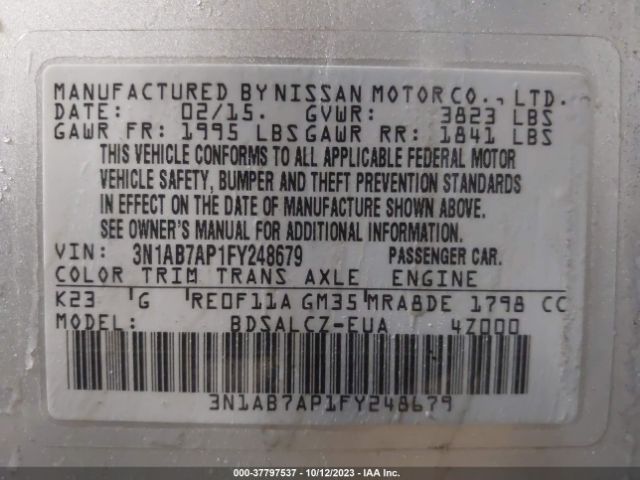 MANUFACTURED BY NISSAN MOTOR CO., LTD.
DATE: 02/15. GVWR: 3823 LBS
GAWR FR: 1995 LBS GAWR RR: 1841 LBS
THIS VEHICLE CONFORMS TO ALL APPLICABLE FEDERAL MOTOR
VEHICLE SAFETY, BUMPER AND THEFT PREVENTION STANDARDS
IN EFFECT ON THE DATE OF MANUFACTURE SHOWN ABOVE.
SEE OWNER'S MANUAL FOR ADDITIONAL INFORMATION.
VIN: 3N1AB7AP1FY248679 PASSENGER CAR.
COLOR TRIM TRANS AXLE ENGINE
K23 G RE0F11A GM35 MRA8DE 1798 CC
MODEL: BDSALCZ-EUA 4Z000
3N1AB7AP1FY248679
000-37797537 - 10/12/2023 - IAA Inc.